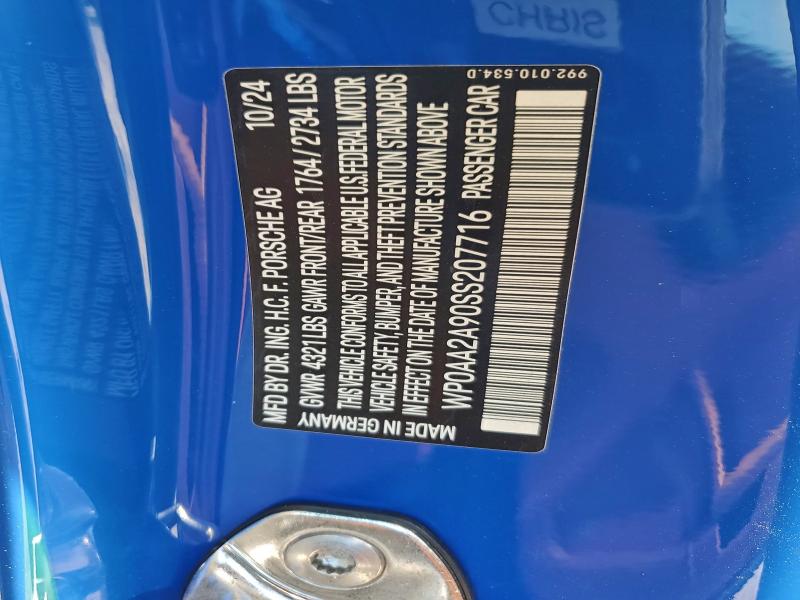 MFD BY DR. ING. H.C. F. PORSCHE AG 10/24
GVWR 4321 LBS GAWR FRONT/REAR 1764/2734 LBS
THIS VEHICLE CONFORMS TO ALL APPLICABLE U.S. FEDERAL MOTOR
VEHICLE SAFETY, BUMPER, AND THEFT PREVENTION STANDARDS
IN EFFECT ON THE DATE OF MANUFACTURE SHOWN ABOVE
WP0AA2A90SS207716 PASSENGER CAR
MADE IN GERMANY
992.010.534.D
CHRIS